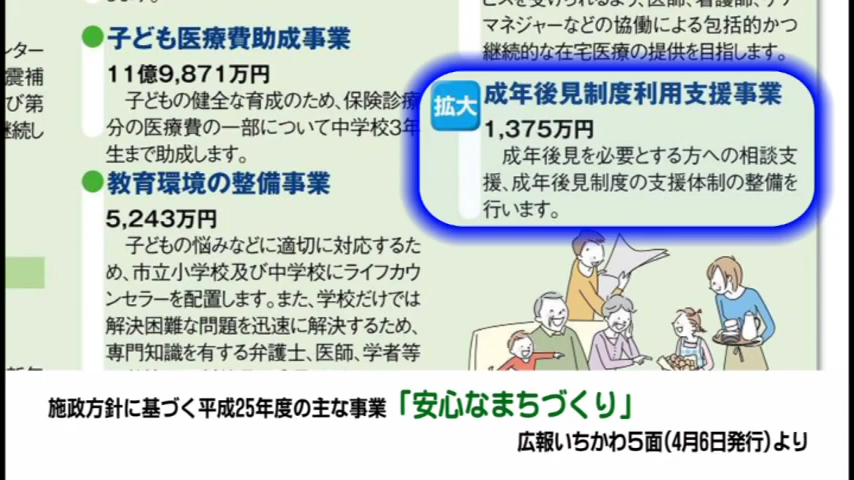 ンター
震補
び第
継続し
子ども医療費助成事業
11億9,871万円
子どもの健全な育成のため、保険診療
分の医療費の一部について中学校3年
生まで助成します。
教育環境の整備事業
5,243万円
子どもの悩みなどに適切に対応するた
め、市立小学校及び中学校にライフカウ
ンセラーを配置します。また、学校だけでは
解決困難な問題を迅速に解決するため、
専門知識を有する弁護士、医師、学者等
マネジャーなどの協働による包括的かつ
継続的な在宅医療の提供を目指します。
拡大
成年後見制度利用支援事業
1,375万円
成年後見を必要とする方への相談支
援、成年後見制度の支援体制の整備を
行います。
施政方針に基づく平成25年度の主な事業「安心なまちづくり」
広報いちかわ5面(4月6日発行)より